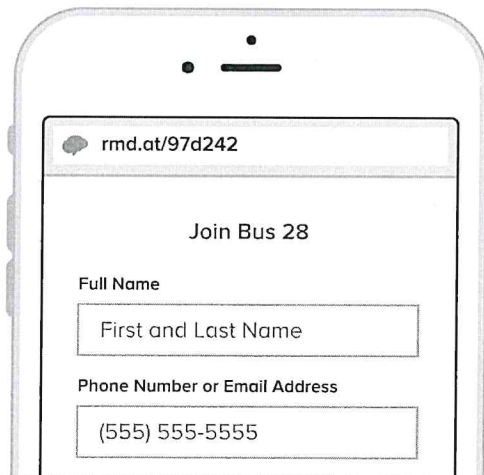 rmd.at/97d242
Join Bus 28
Full Name
First and Last Name
Phone Number or Email Address
(555) 555-5555